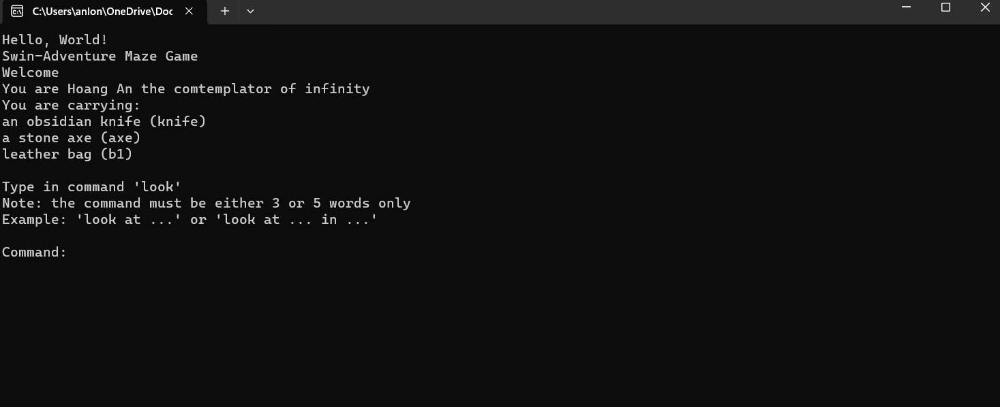 C:\Users\anlon\OneDrive\Doc
Hello, World!
Swin-Adventure Maze Game
Welcome
You are Hoang An the comtemplator of infinity
You are carrying:
an obsidian knife (knife)
a stone axe (axe)
leather bag (b1)
Type in command 'look'
Note: the command must be either 3 or 5 words only
Example: 'look at ...' or 'look at ... in ...'
Command: